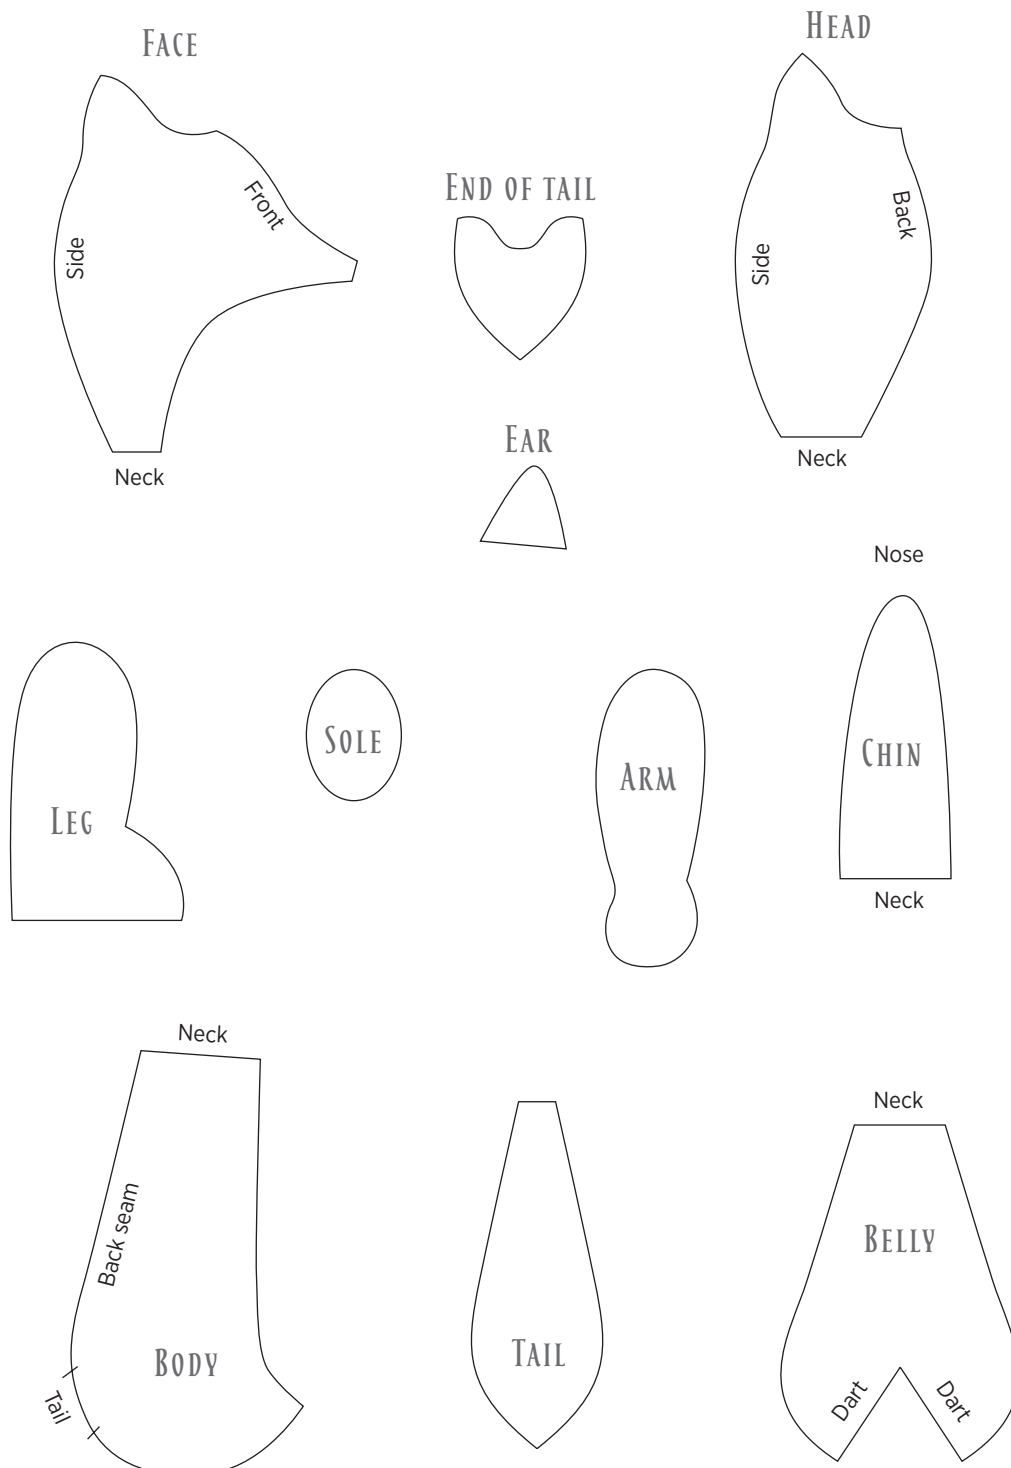 FACE
HEAD
Front
Side
Neck
END OF TAIL
Side
Back
Neck
EAR
Nose
LEG
SOLE
ARM
CHIN
Neck
Neck
Back seam
BODY
Tail
TAIL
Neck
BELLY
Dart
Dart